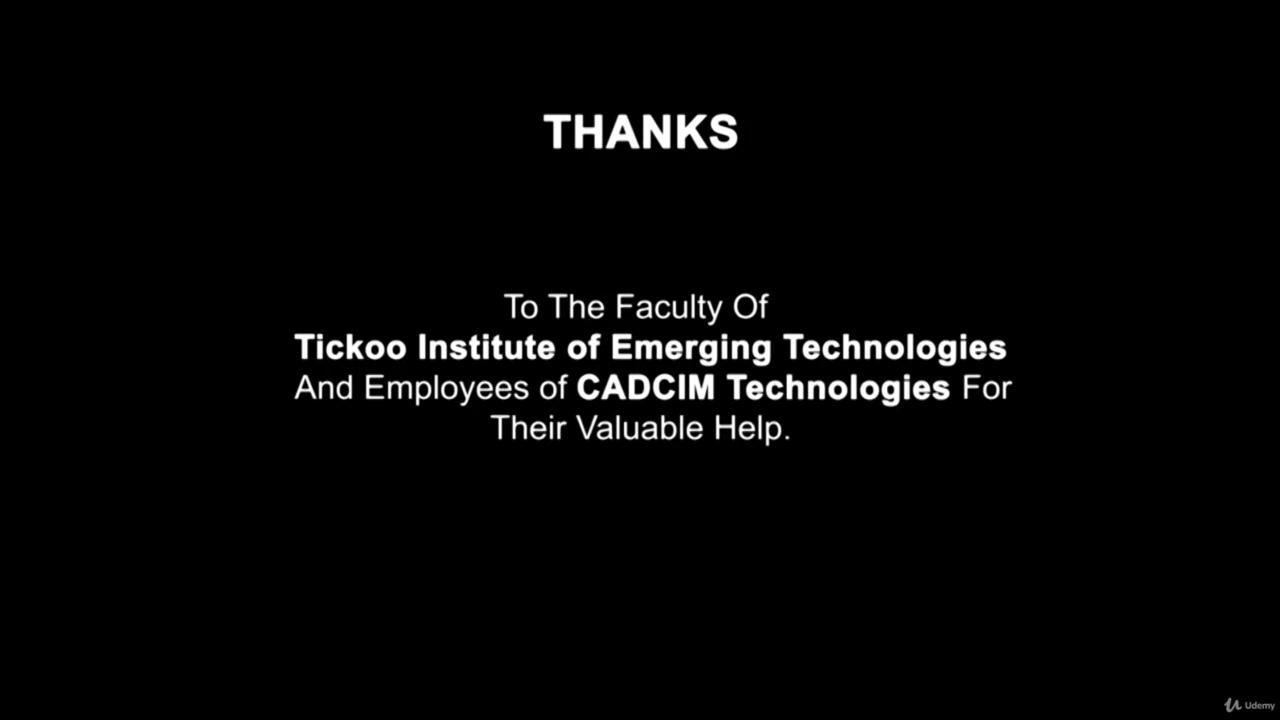 THANKS
To The Faculty Of
Tickoo Institute of Emerging Technologies
And Employees of CADCIM Technologies For
Their Valuable Help.
Udemy